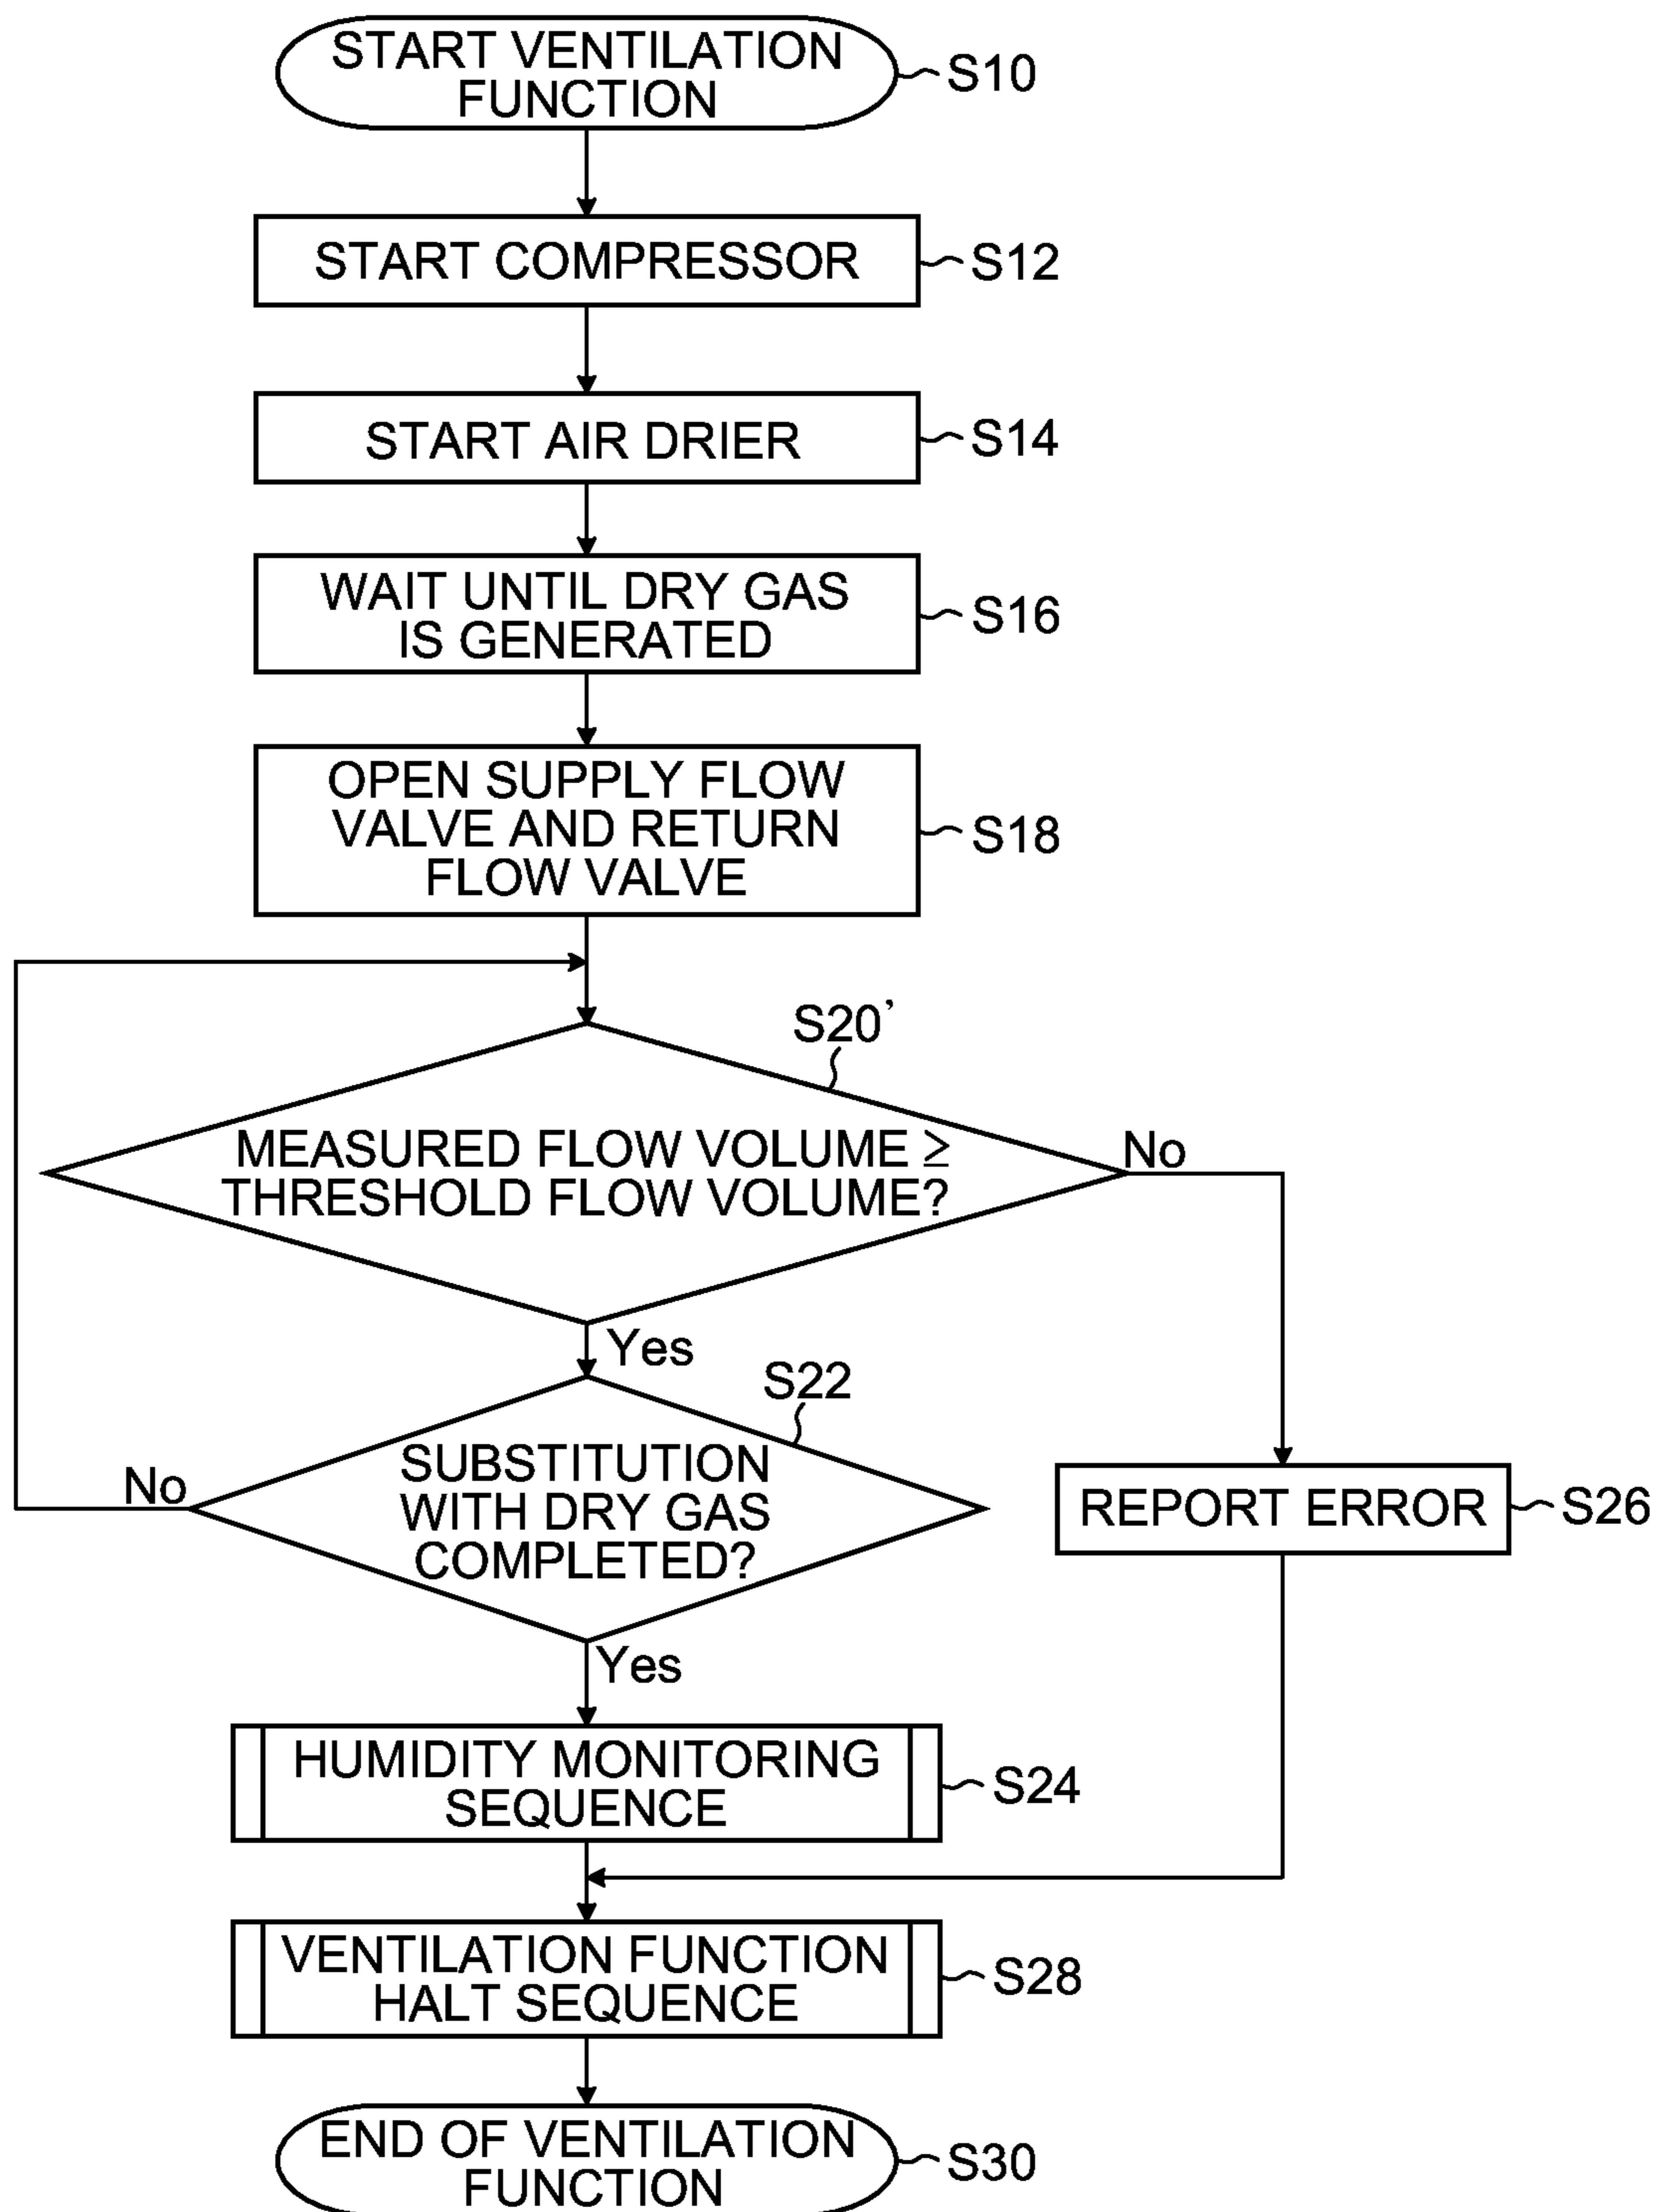 START VENTILATION
FUNCTION
S10
START COMPRESSOR
S12
START AIR DRIER
S14
WAIT UNTIL DRY GAS
IS GENERATED
S16
OPEN SUPPLY FLOW
VALVE AND RETURN
FLOW VALVE
S18
S20’
MEASURED FLOW VOLUME ≥
THRESHOLD FLOW VOLUME?
No
Yes
S22
SUBSTITUTION
WITH DRY GAS
COMPLETED?
No
REPORT ERROR
S26
Yes
HUMIDITY MONITORING
SEQUENCE
S24
VENTILATION FUNCTION
HALT SEQUENCE
S28
END OF VENTILATION
FUNCTION
S30